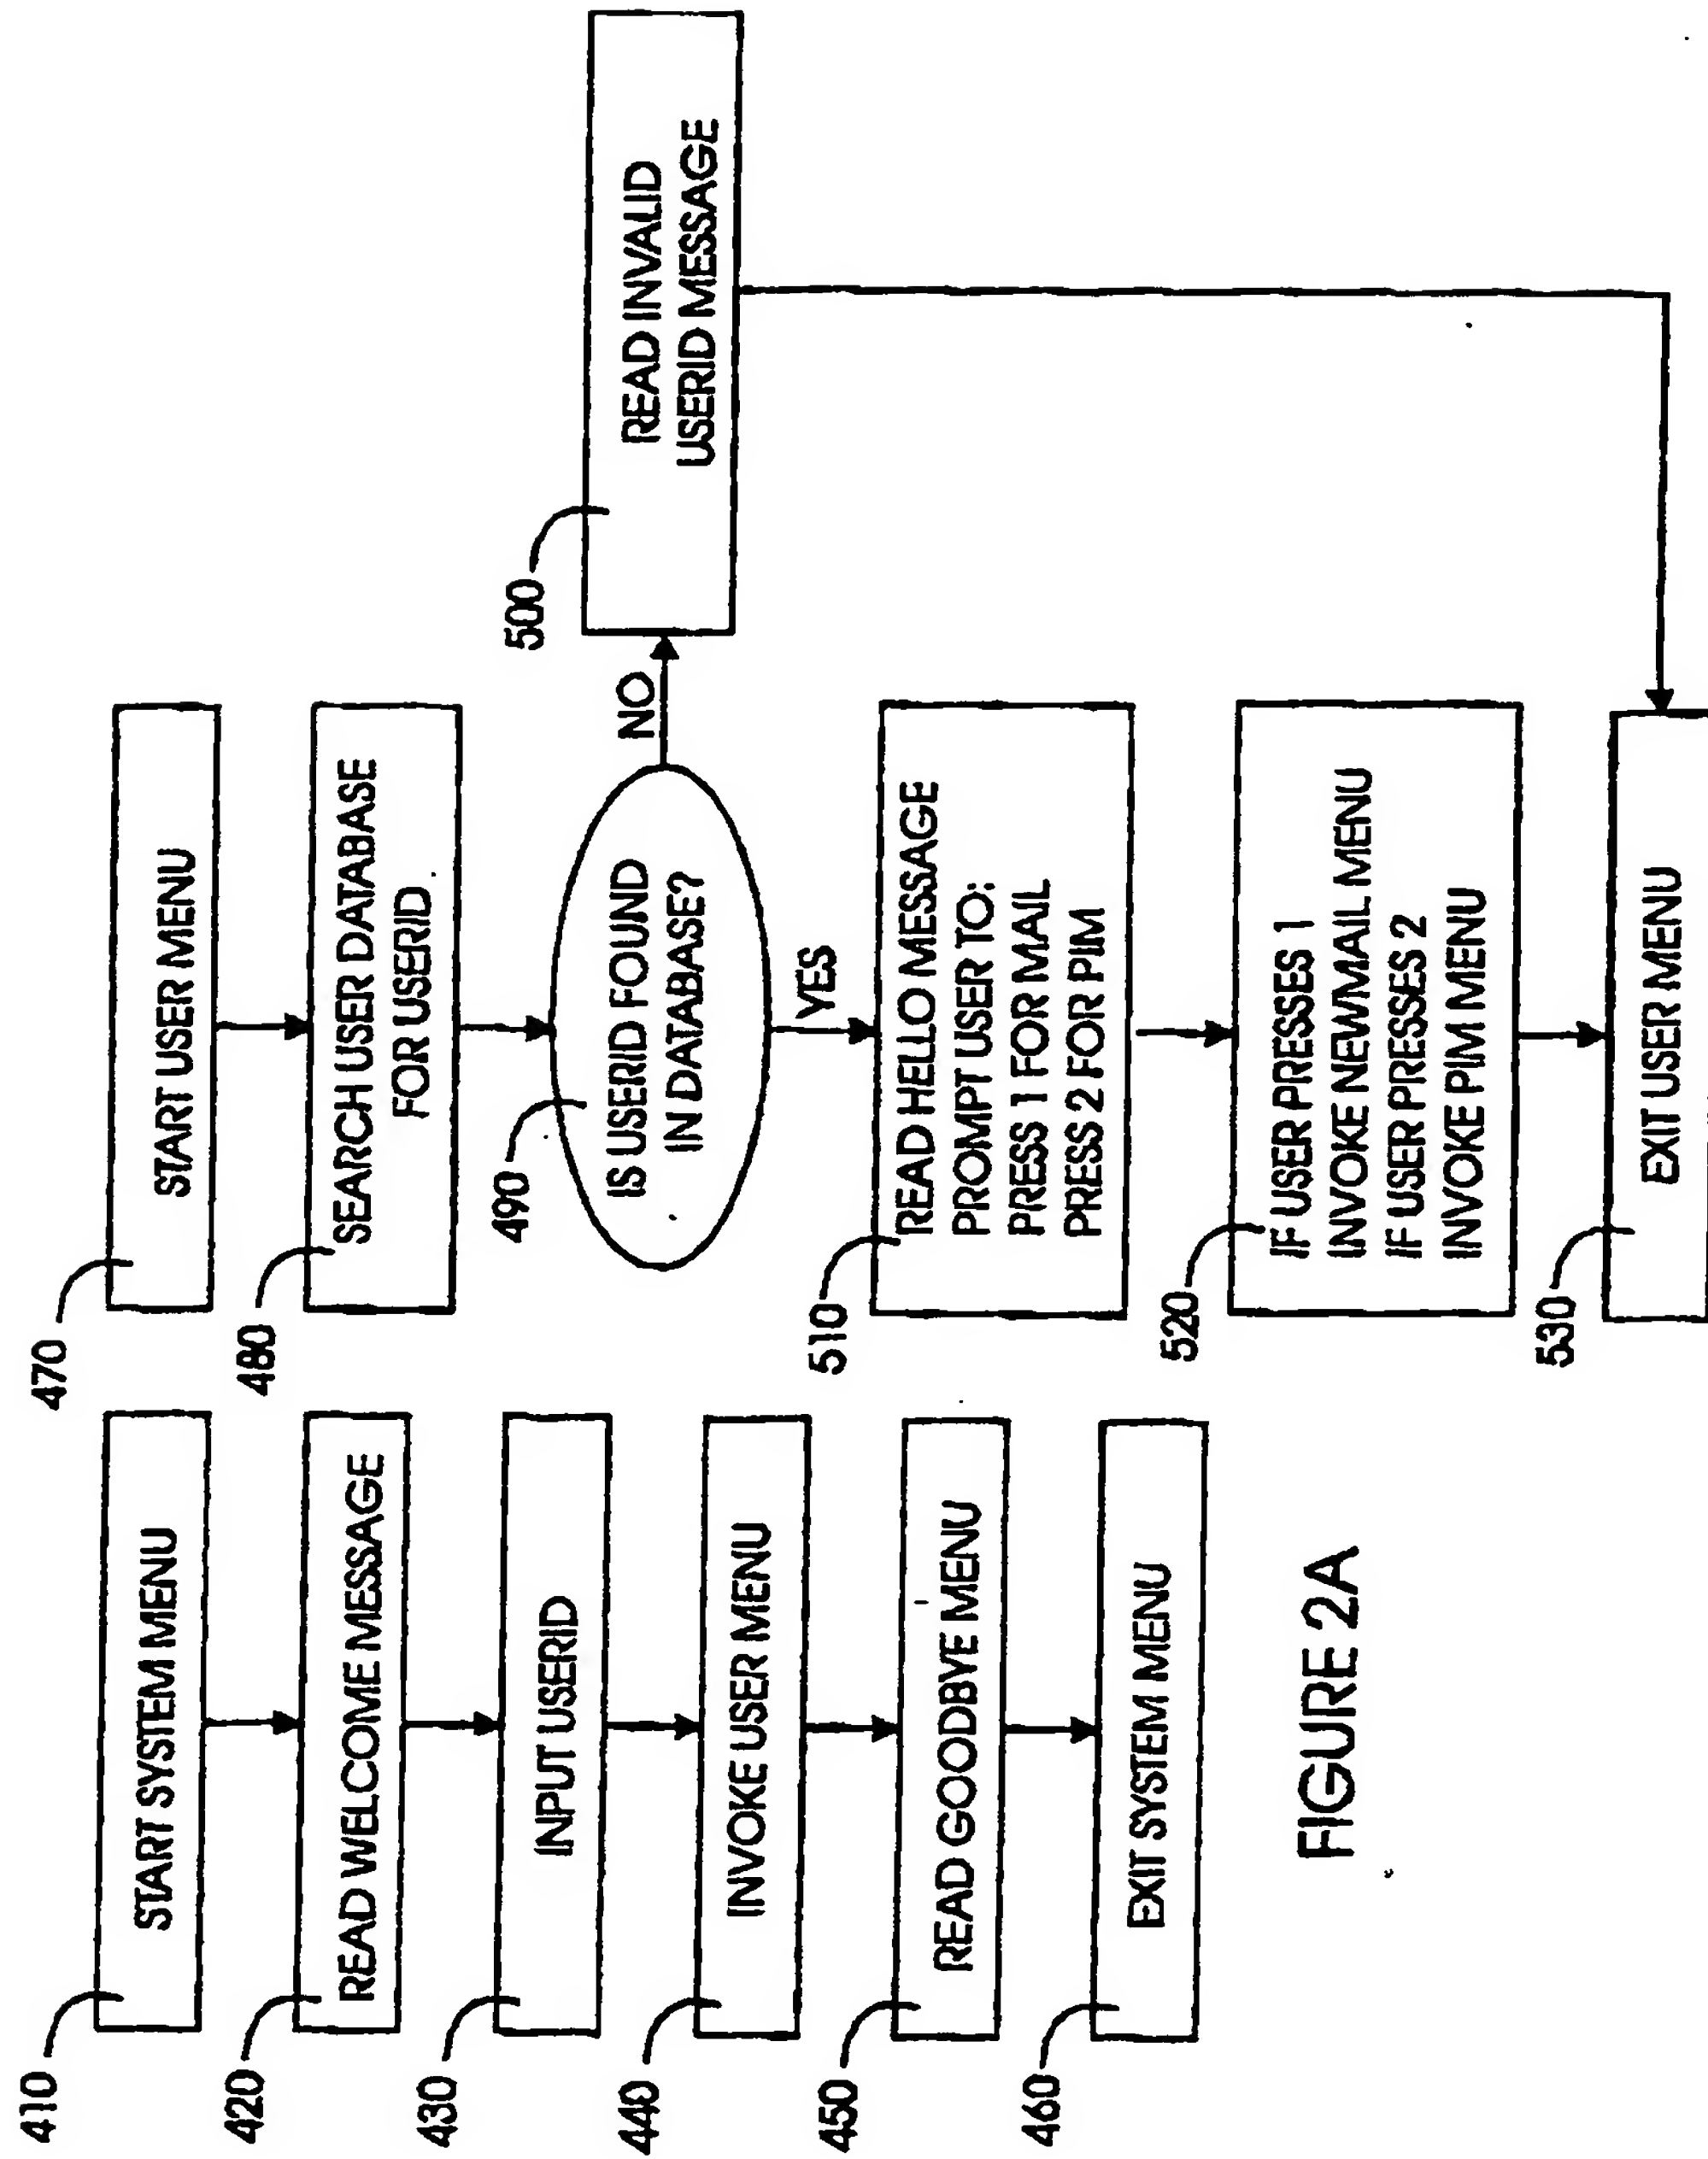 410
START SYSTEM MENU
420
READ WELCOME MESSAGE
430
INPUT USERID
440
INVOKE USER MENU
450
READ GOODBYE MENU
460
EXIT SYSTEM MENU
470
START USER MENU
480
SEARCH USER DATABASE
FOR USERID
490
IS USERID FOUND
IN DATABASE?
NO
500
READ INVALID
USERID MESSAGE
YES
510
READ HELLO MESSAGE
PROMPT USER TO:
PRESS 1 FOR MAIL
PRESS 2 FOR PIM
520
IF USER PRESSES 1
INVOKE NEWMAIL MENU
IF USER PRESSES 2
INVOKE PIM MENU
530
EXIT USER MENU
FIGURE 2A